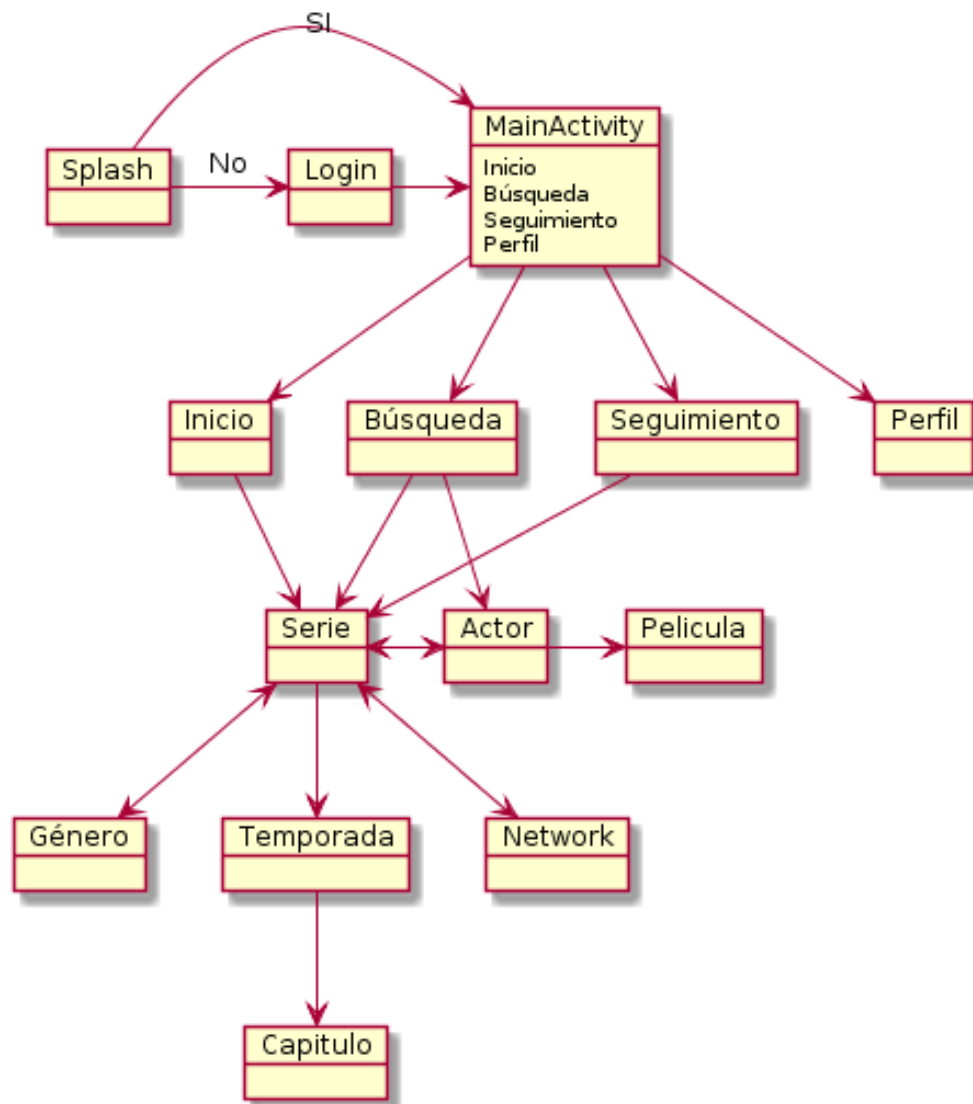 SI
MainActivity
Splash
No
Login
Inicio
Búsqueda
Seguimiento
Perfil
Inicio
Búsqueda
Seguimiento
Perfil
Serie
Actor
Pelicula
Género
Temporada
Network
Capitulo